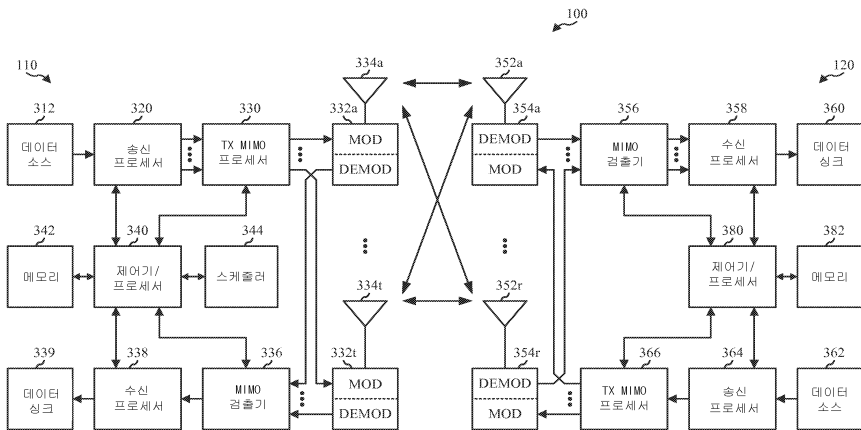 100
110
334a
352a
120
312
320
330
332a
354a
356
358
360
데이터
소스
송신
프로세서
TX MIMO
프로세서
MOD
DEMOD
DEMOD
MOD
MIMO
검출기
수신
프로세서
데이터
싱크
342
340
344
380
382
메모리
제어기/
프로세서
스케줄러
제어기/
프로세서
메모리
334t
352r
339
338
336
332t
354r
366
364
362
데이터
싱크
수신
프로세서
MIMO
검출기
MOD
DEMOD
DEMOD
MOD
TX MIMO
프로세서
송신
프로세서
데이터
소스